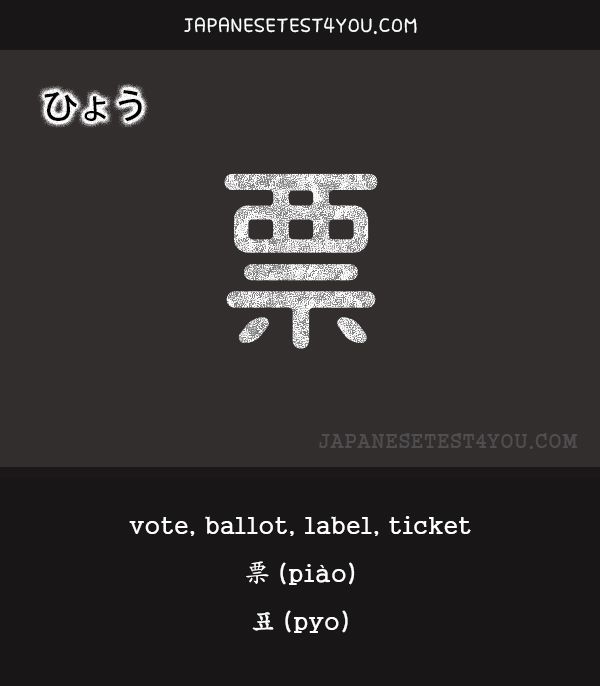 JAPANESETEST4YOU.COM
ひょう
票
JAPANESETEST4YOU.COM
vote, ballot, label, ticket
票 (piào)
표 (pyo)